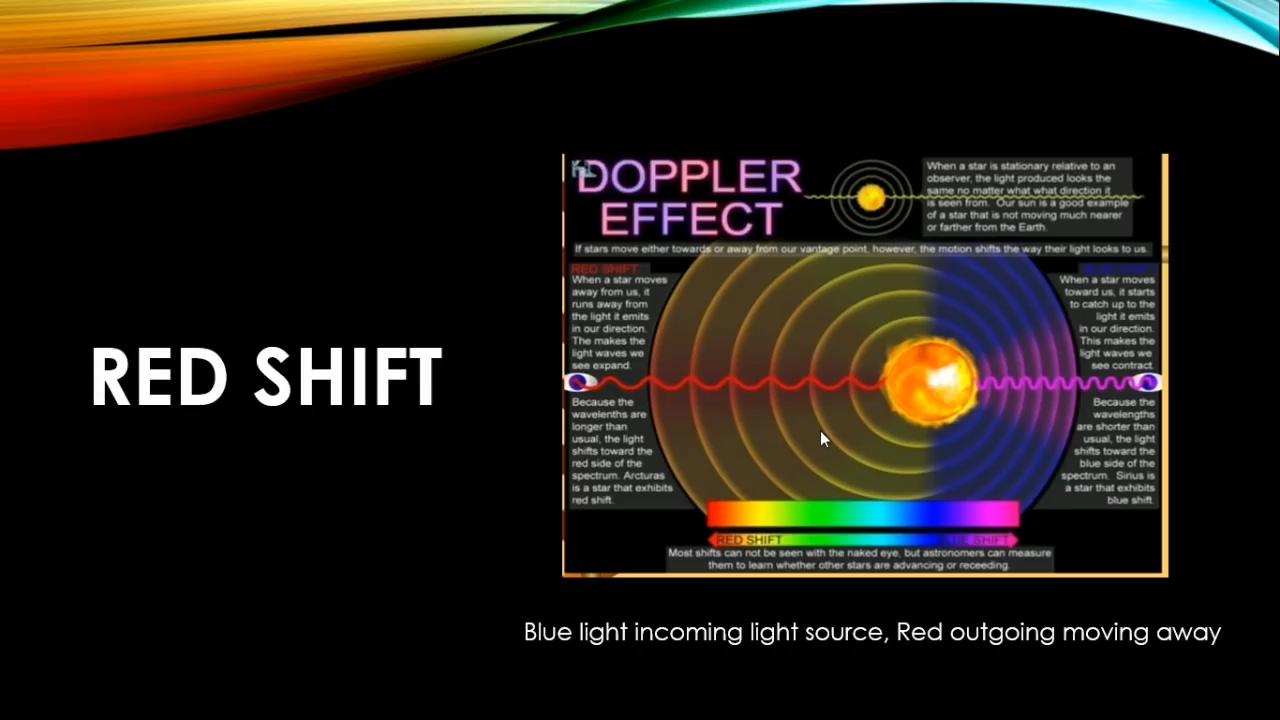 RED SHIFT
DOPPLER
EFFECT
When a star is stationary relative to an
observer, the light produced looks the
same no matter what what direction it
is seen from. Our sun is a good example
of a star that is not moving much nearer
or farther from the Earth.
If stars move either towards or away from our vantage point, however, the motion shifts the way their light looks to us.
RED SHIFT
When a star moves
away from us, it
runs away from
the light it emits
in our direction.
The makes the
light waves we
see expand.
Because the
wavelenths are
longer than
usual, the light
shifts toward the
red side of the
spectrum. Arcturas
is a star that exhibits
red shift.
BLUE SHIFT
When a star moves
toward us, it starts
to catch up to the
light it emits
in our direction.
This makes the
light waves we
see contract.
Because the
wavelengths
are shorter than
usual, the light
shifts toward the
blue side of the
spectrum. Sirius is
a star that exhibits
blue shift.
RED SHIFT
BLUE SHIFT
Most shifts can not be seen with the naked eye, but astronomers can measure
them to learn whether other stars are advancing or receeding.
Blue light incoming light source, Red outgoing moving away